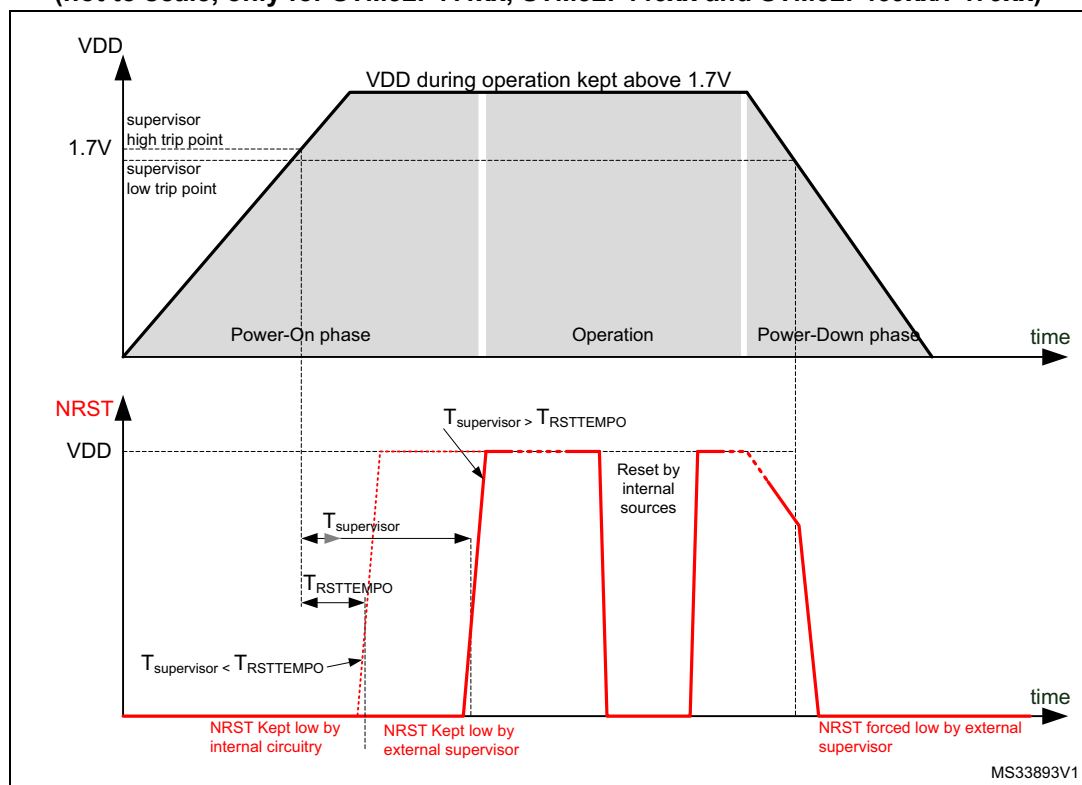 VDD
VDD during operation kept above 1.7V
supervisor
high trip point
1.7V
supervisor
low trip point
Power-On phase
Operation
Power-Down phase
time
NRST
VDD
Tsupervisor > TRSTTEMPO
Reset by
internal
sources
Tsupervisor
TRSTTEMPO
Tsupervisor < TRSTTEMPO
time
NRST Kept low by
internal circuitry
NRST Kept low by
external supervisor
NRST forced low by external
supervisor
MS33893V1